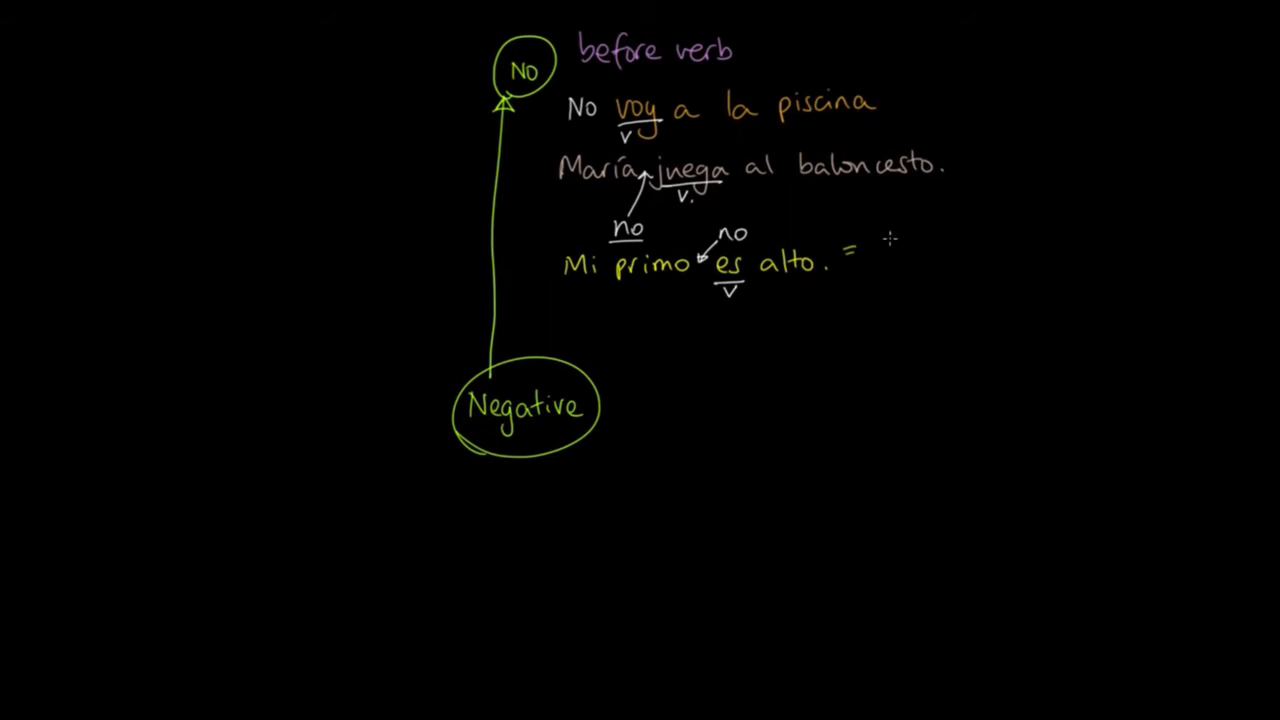 NO
before verb
No voy a la piscina
v
María juega al baloncesto.
v.
no
no
Mi primo es alto. =
v
Negative